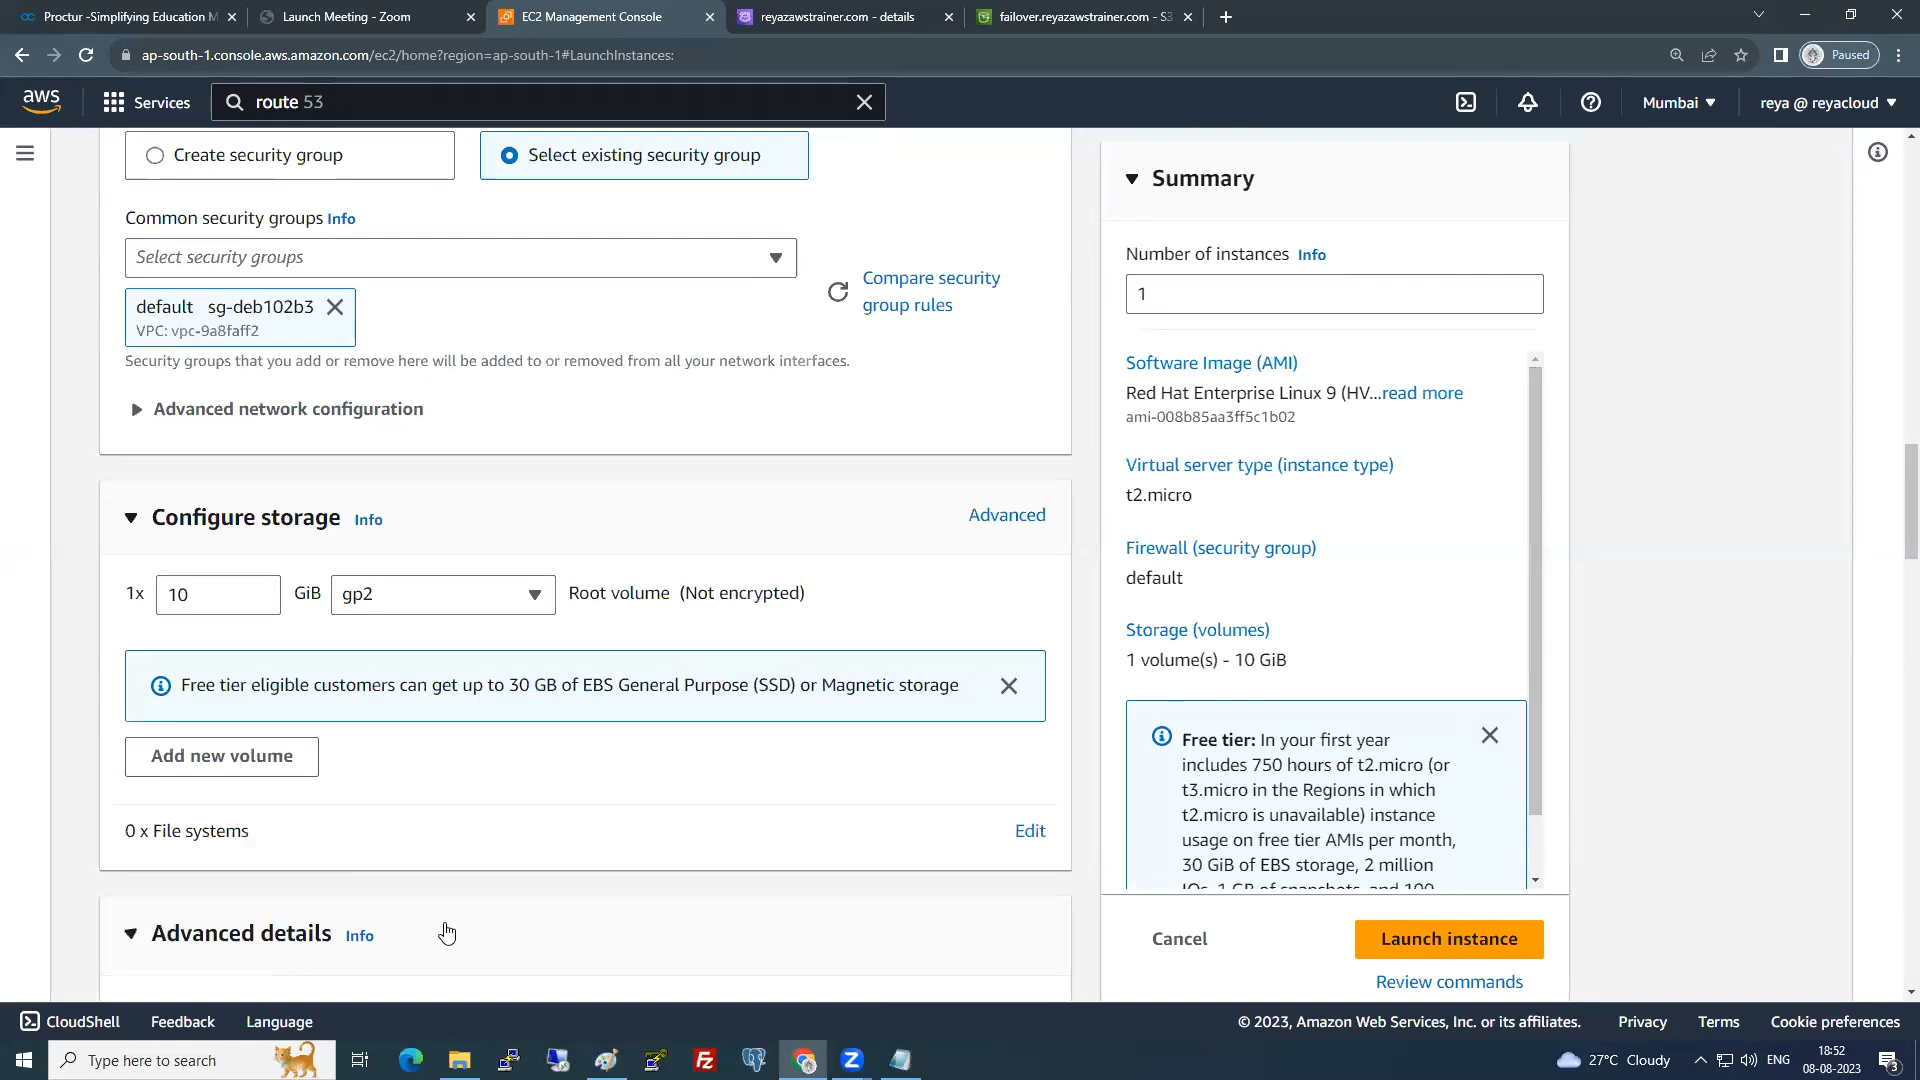 Proctur -Simplifying Education M
Launch Meeting - Zoom
EC2 Management Console
reyazawstrainer.com - details
failover.reyazawstrainer.com - S3
ap-south-1.console.aws.amazon.com/ec2/home?region=ap-south-1#LaunchInstances:
Paused
aws
Services
route 53
Mumbai
reya @ reyacloud
Create security group
Select existing security group
Common security groups Info
Select security groups
Compare security
group rules
default sg-deb102b3
VPC: vpc-9a8faff2
Security groups that you add or remove here will be added to or removed from all your network interfaces.
Advanced network configuration
Configure storage Info
Advanced
1x 10 GiB gp2 Root volume (Not encrypted)
Free tier eligible customers can get up to 30 GB of EBS General Purpose (SSD) or Magnetic storage
Add new volume
0 x File systems
Edit
Advanced details Info
Summary
Number of instances Info
1
Software Image (AMI)
Red Hat Enterprise Linux 9 (HV...read more
ami-008b85aa3ff5c1b02
Virtual server type (instance type)
t2.micro
Firewall (security group)
default
Storage (volumes)
1 volume(s) - 10 GiB
Free tier: In your first year
includes 750 hours of t2.micro (or
t3.micro in the Regions in which
t2.micro is unavailable) instance
usage on free tier AMIs per month,
30 GiB of EBS storage, 2 million
IOs, 1 GB of snapshots, and 100
Cancel
Launch instance
Review commands
CloudShell
Feedback
Language
© 2023, Amazon Web Services, Inc. or its affiliates.
Privacy
Terms
Cookie preferences
Type here to search
27°C Cloudy
ENG
18:52
08-08-2023
3